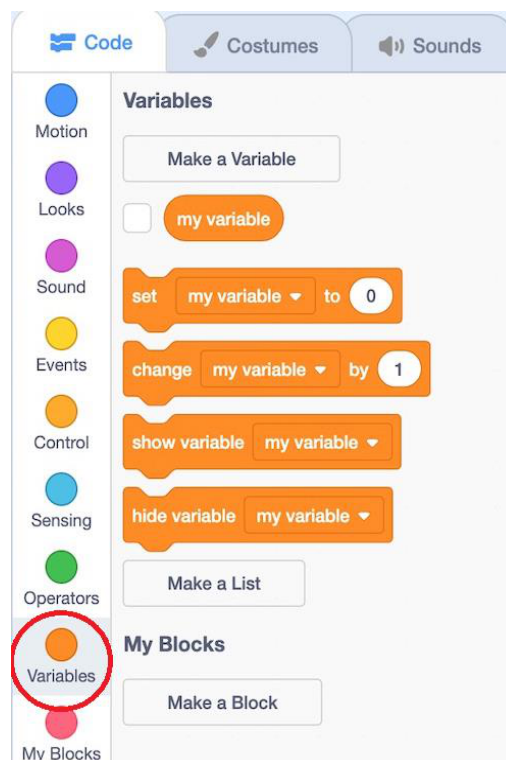 Code Costumes Sounds
Motion
Looks
Sound
Events
Control
Sensing
Operators
Variables
My Blocks
Variables
Make a Variable
my variable
set my variable to 0
change my variable by 1
show variable my variable
hide variable my variable
Make a List
My Blocks
Make a Block